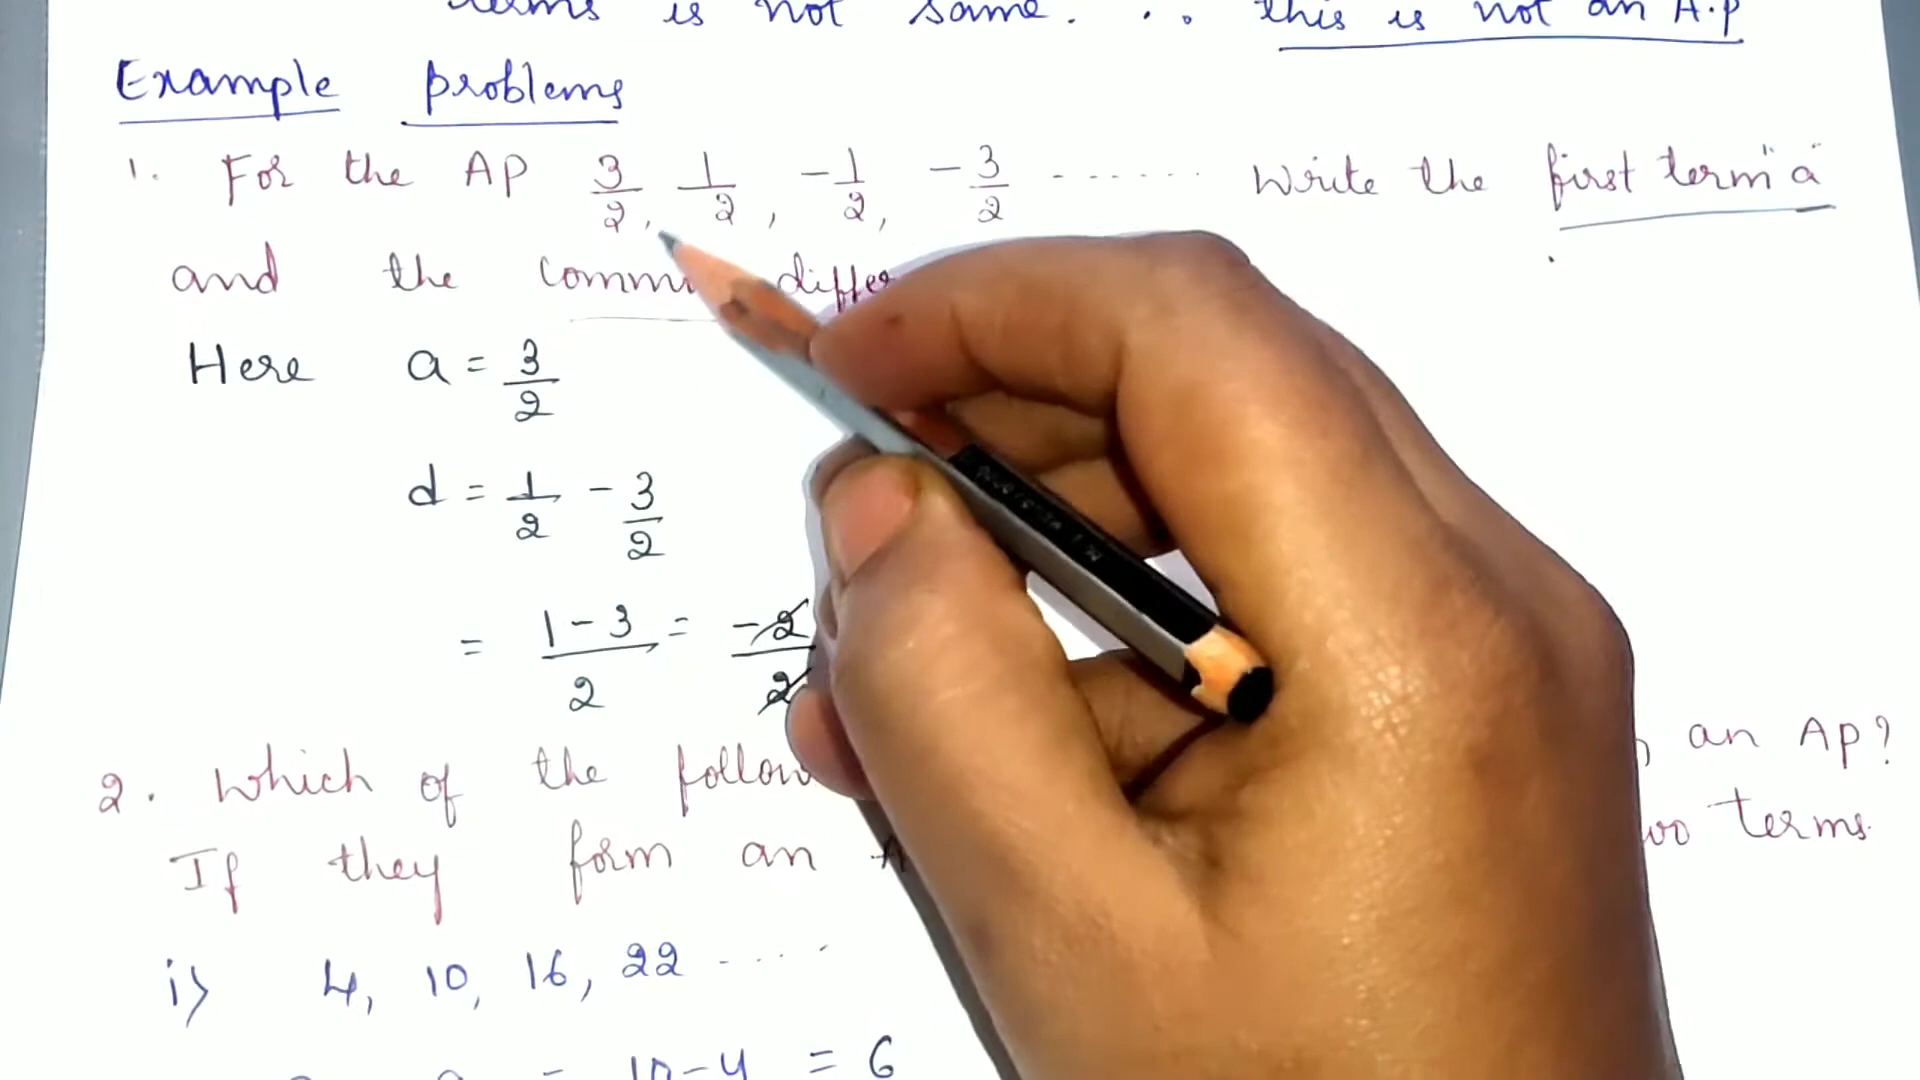 terms is not same. ∴ this is not an A.P
Example problems
1. For the AP 3/2, 1/2, -1/2, -3/2 ...... Write the first term "a"
and the differ
Here a = 3/2
d = 1/2 - 3/2
= 1-3/2 = -2/2
2. Which of the an AP?
If they form an terms.
i) 4, 10, 16, 22 ....
= 10-4 = 6